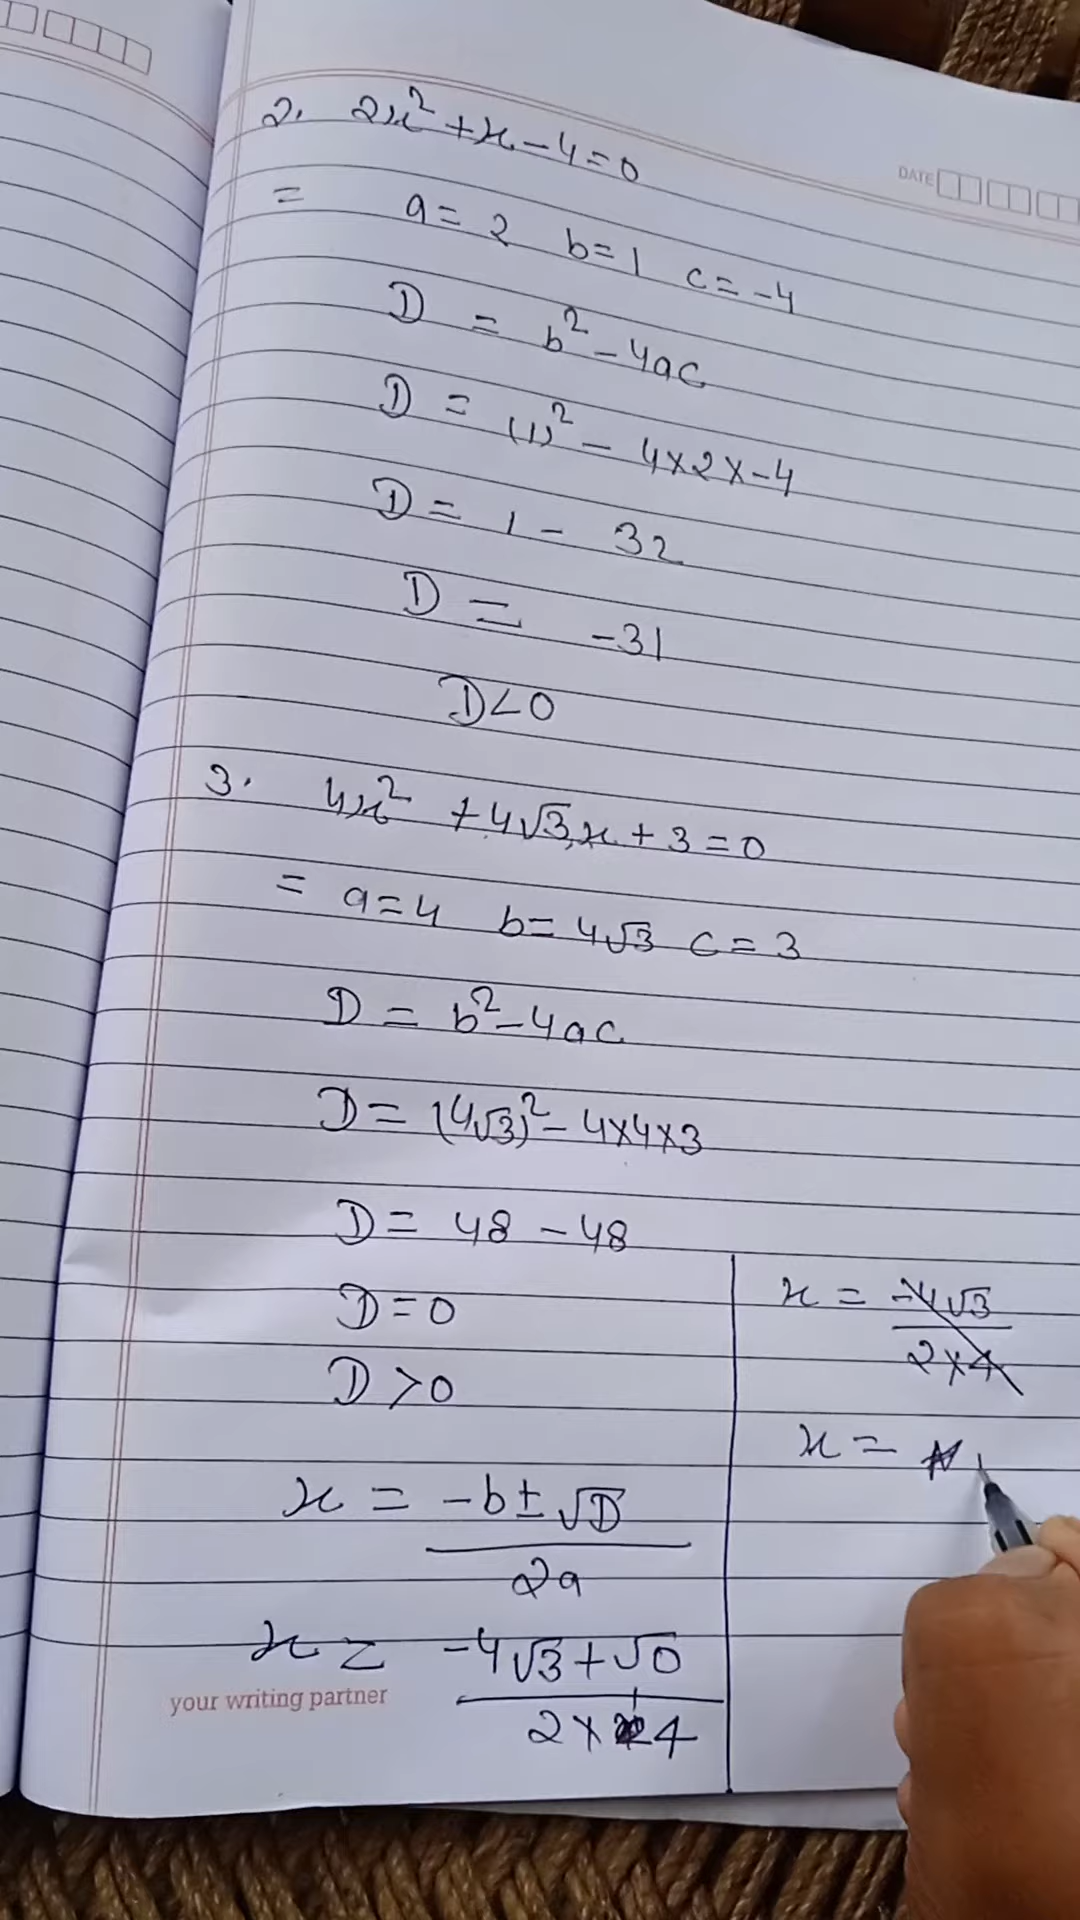 DATE
2. 2x² + x - 4 = 0
= a = 2 b = 1 c = -4
D = b² - 4ac
D = (1)² - 4×2×-4
D = 1 - 32
D = -31
D<0
3. 4x² + 4√3x + 3 = 0
= a = 4 b = 4√3 c = 3
D = b² - 4ac
D = (4√3)² - 4×4×3
D = 48 - 48
D = 0
D > 0
x = -b ± √D / 2a
x = -4√3 + √0 / 2×4
your writing partner
x = -4√3 / 2×4
x =